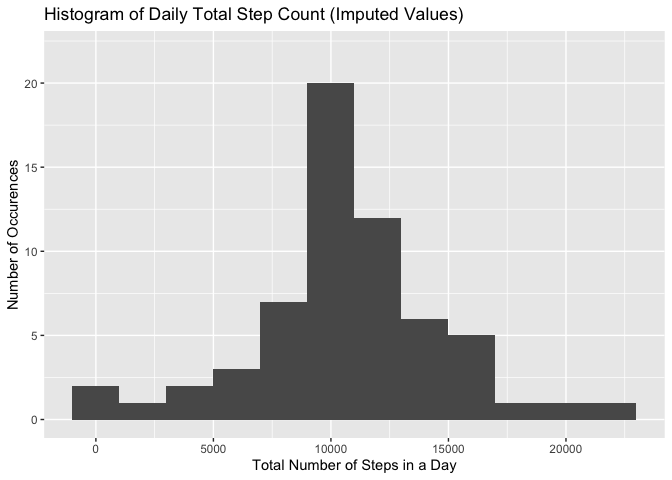 Histogram of Daily Total Step Count (Imputed Values)
Number of Occurences
20
15
10
5
0
0 5000 10000 15000 20000
Total Number of Steps in a Day